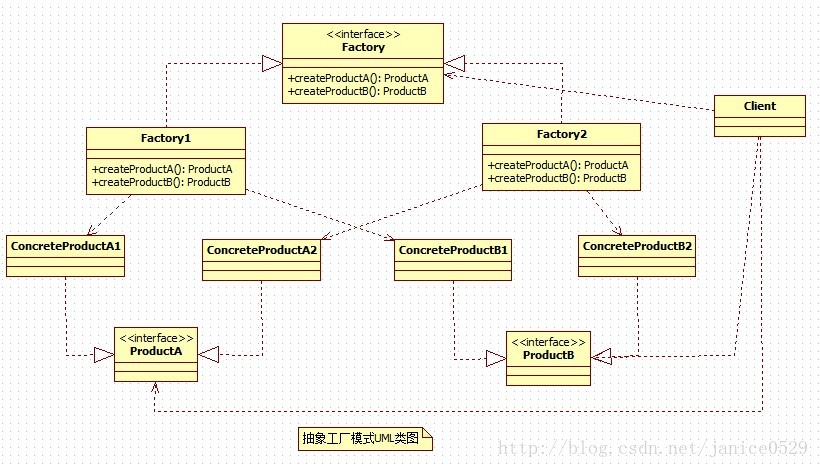 <<interface>>
Factory
+createProductA(): ProductA
+createProductB(): ProductB
Client
Factory1
+createProductA(): ProductA
+createProductB(): ProductB
Factory2
+createProductA(): ProductA
+createProductB(): ProductB
ConcreteProductA1
ConcreteProductA2
ConcreteProductB1
ConcreteProductB2
<<interface>>
ProductA
<<interface>>
ProductB
抽象工厂模式UML类图
http://blog.csdn.net/janice0529